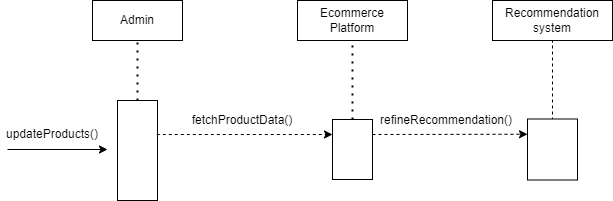 Admin
Ecommerce
Platform
Recommendation
system
updateProducts()
fetchProductData()
refineRecommendation()